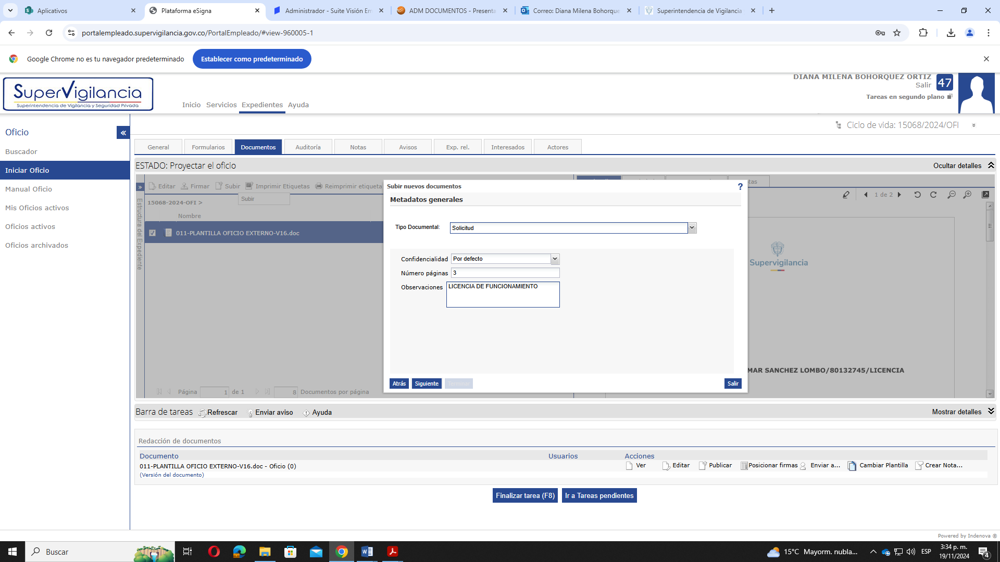 Aplicativos
Plataforma eSigna
Administrador - Suite Visión Em
ADM DOCUMENTOS - Presenta
Correo: Diana Milena Bohorque
Superintendencia de Vigilancia
portalempleado.supervigilancia.gov.co/PortalEmpleado/#view-960005-1
Google Chrome no es tu navegador predeterminado
Establecer como predeterminado
SuperVigilancia
Superintendencia de Vigilancia y Seguridad Privada
Inicio Servicios Expedientes Ayuda
DIANA MILENA BOHORQUEZ ORTIZ
Salir
47
Tareas en segundo plano
Oficio
«
Buscador
Iniciar Oficio
Manual Oficio
Mis Oficios activos
Oficios activos
Oficios archivados
Ciclo de vida: 15068/2024/OFI
General Formularios Documentos Auditoría Notas Avisos Exp. rel. Interesados Actores
ESTADO: Proyectar el oficio
Ocultar detalles
»
Estructura del Expediente
Editar Firmar Subir Imprimir Etiquetas Reimprimir etiqueta
Subir
15068-2024-OFI >
Nombre
011-PLANTILLA OFICIO EXTERNO-V16.doc
Página 1 de 1 8 Documentos por página
Subir nuevos documentos
?
Metadatos generales
Tipo Documental: Solicitud
Confidencialidad Por defecto
Número páginas 3
Observaciones LICENCIA DE FUNCIONAMIENTO
Atrás Siguiente Terminar Salir
tas
1 de 2
Supervigilancia
MAR SANCHEZ LOMBO/80132745/LICENCIA
Barra de tareas Refrescar Enviar aviso Ayuda
Mostrar detalles
Redacción de documentos
Documento Usuarios Acciones
011-PLANTILLA OFICIO EXTERNO-V16.doc - Oficio (0)
(Versión del documento)
Ver Editar Publicar Posicionar firmas Enviar a... Cambiar Plantilla Crear Nota...
Finalizar tarea (F8) Ir a Tareas pendientes
Powered by Indenova ®
Buscar
15°C Mayorm. nubla...
ESP
3:34 p. m.
19/11/2024
4